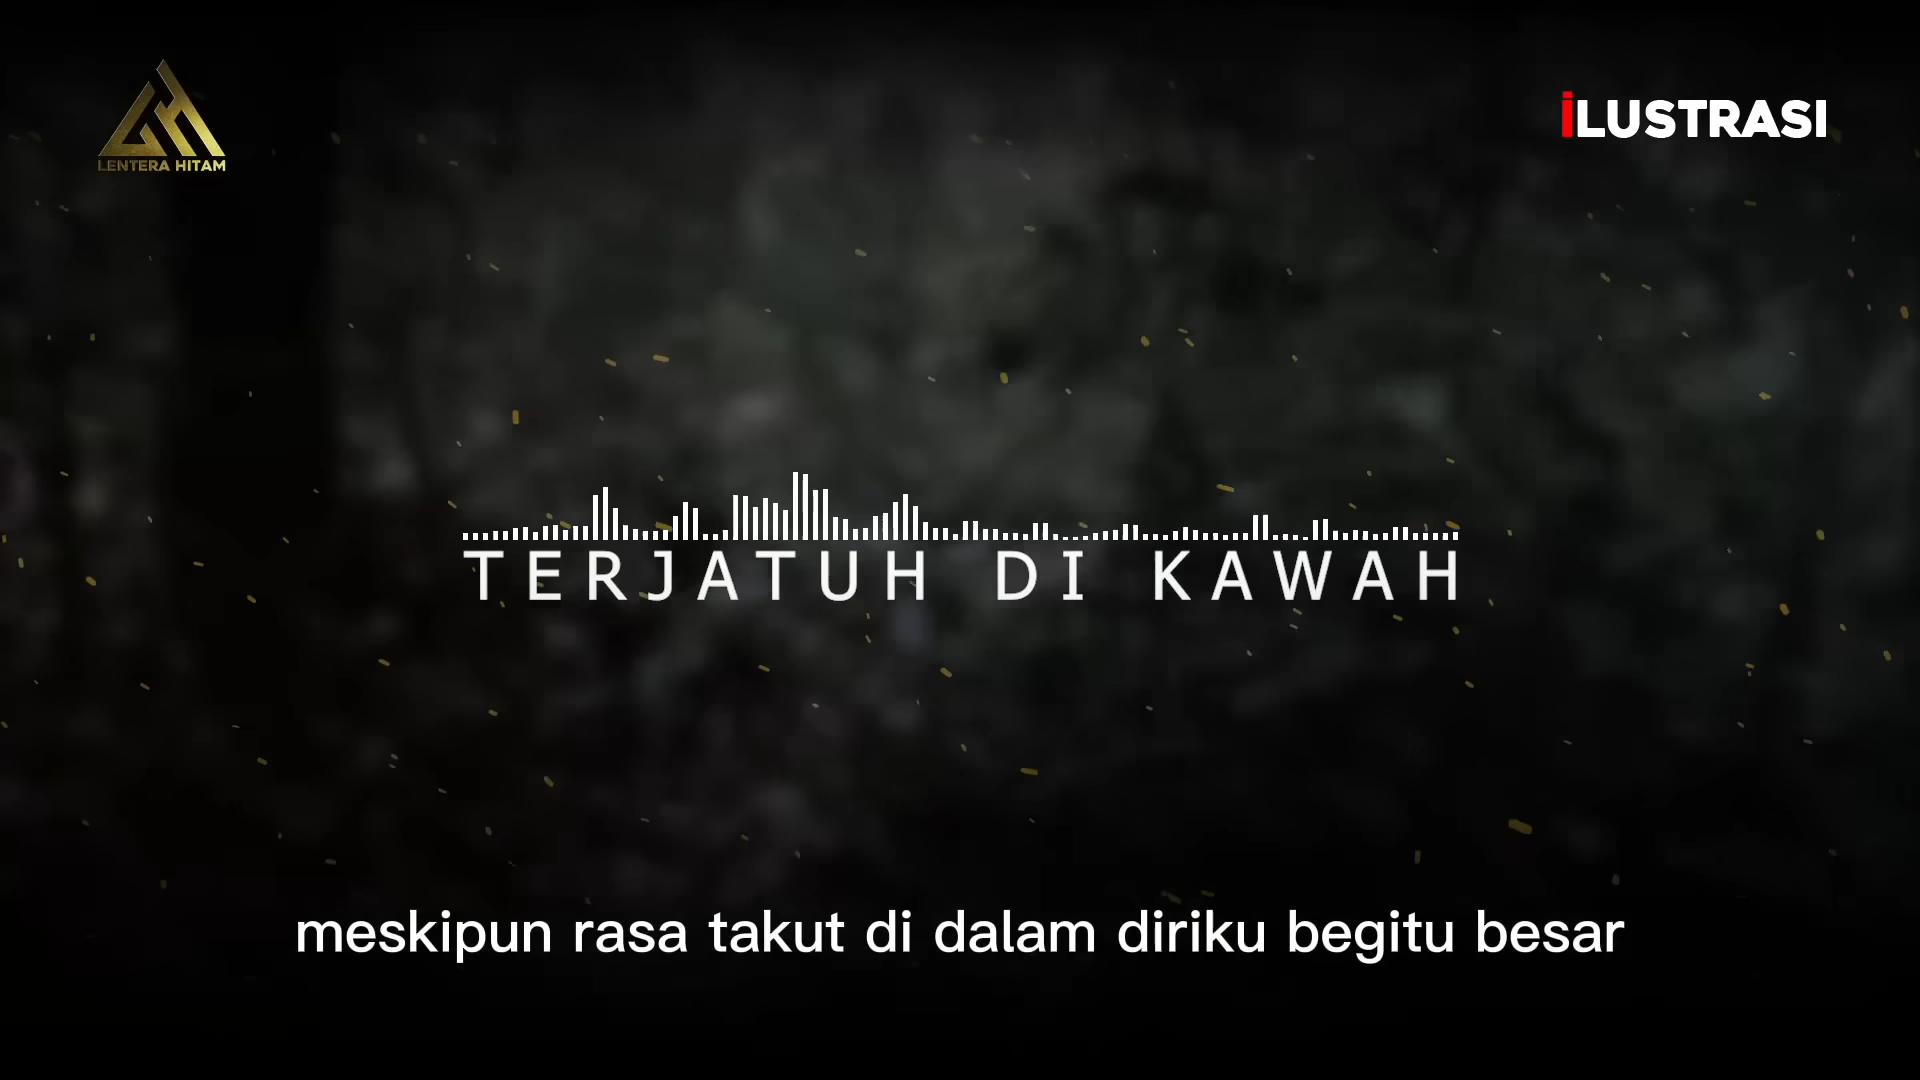 LENTERA HITAM
iLUSTRASI
TERJATUH DI KAWAH
meskipun rasa takut di dalam diriku begitu besar